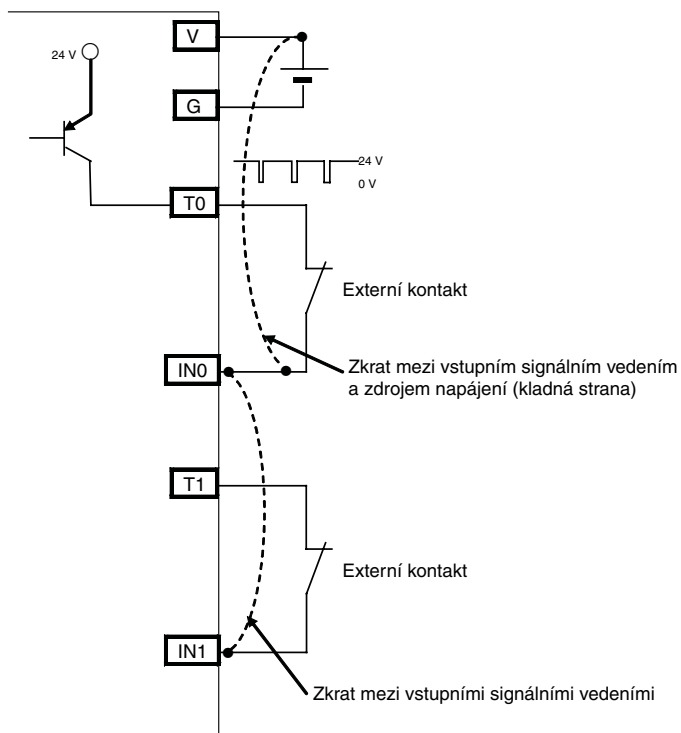 V
24 V
G
24 V
0 V
T0
Externí kontakt
Zkrat mezi vstupním signálním vedením
a zdrojem napájení (kladná strana)
IN0
T1
Externí kontakt
IN1
Zkrat mezi vstupními signálními vedeními